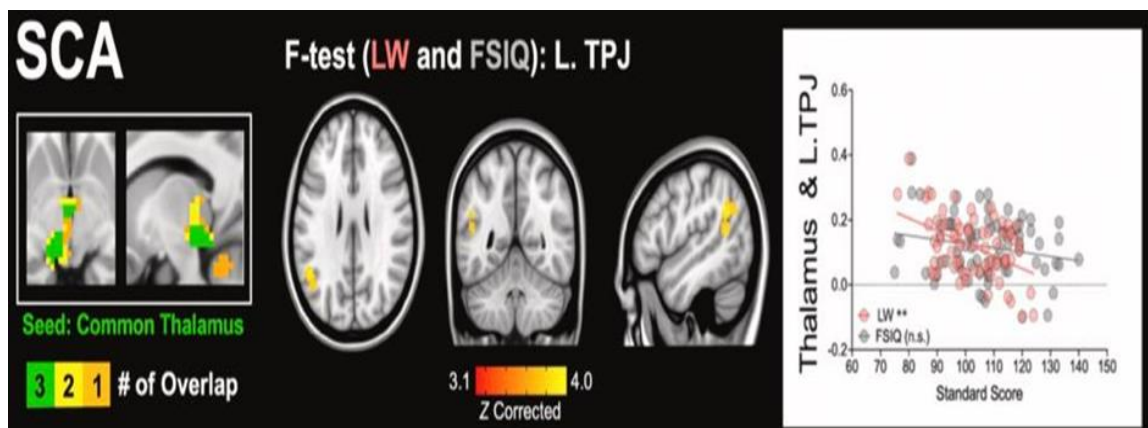 SCA
F-test (LW and FSIQ): L. TPJ
Seed: Common Thalamus
3 2 1 # of Overlap
3.1 4.0
Z Corrected
Thalamus & L.TPJ
0.6
0.4
0.2
0.0
-0.2
LW **
FSIQ (n.s.)
60 70 80 90 100 110 120 130 140 150
Standard Score